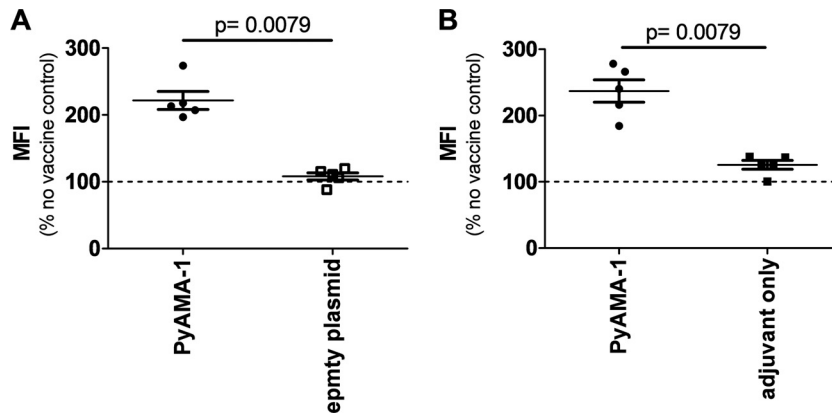 A
p= 0.0079
300
200
100
0
MFI
(% no vaccine control)
PyAMA-1
epmty plasmid
B
p= 0.0079
300
200
100
0
MFI
(% no vaccine control)
PyAMA-1
adjuvant only